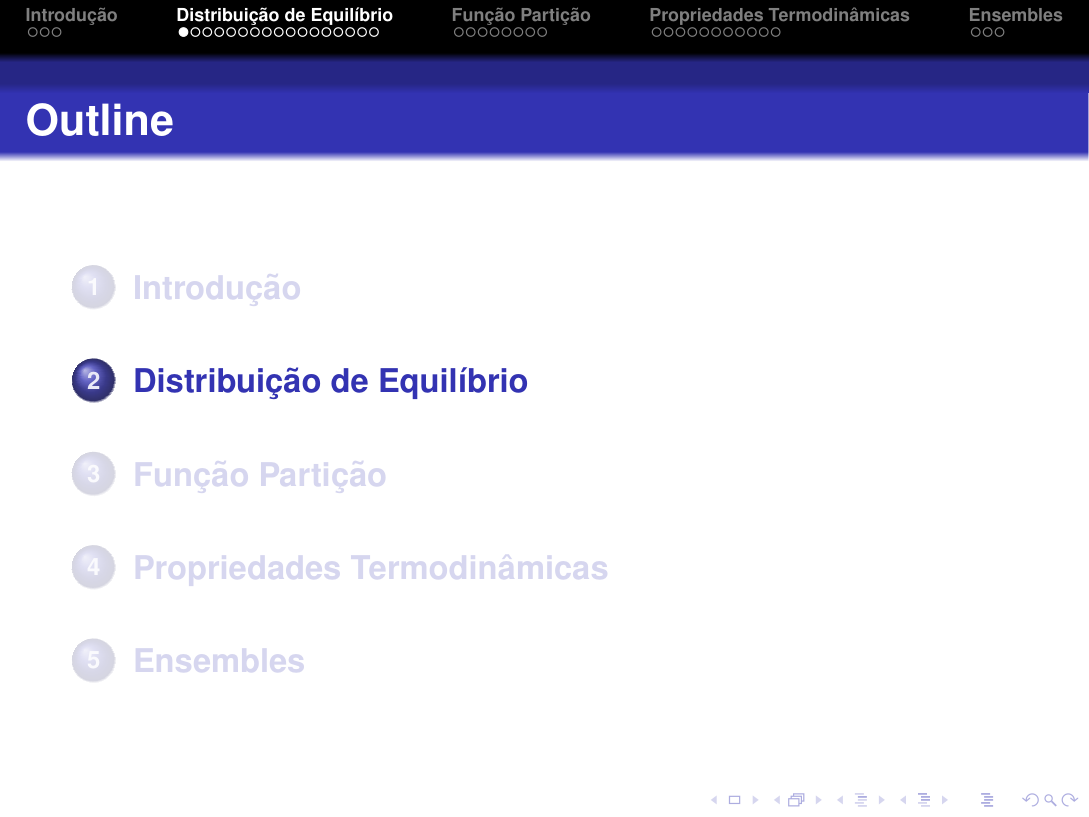 Introdução
Distribuição de Equilíbrio
Função Partição
Propriedades Termodinâmicas
Ensembles
Outline
1 Introdução
2 Distribuição de Equilíbrio
3 Função Partição
4 Propriedades Termodinâmicas
5 Ensembles